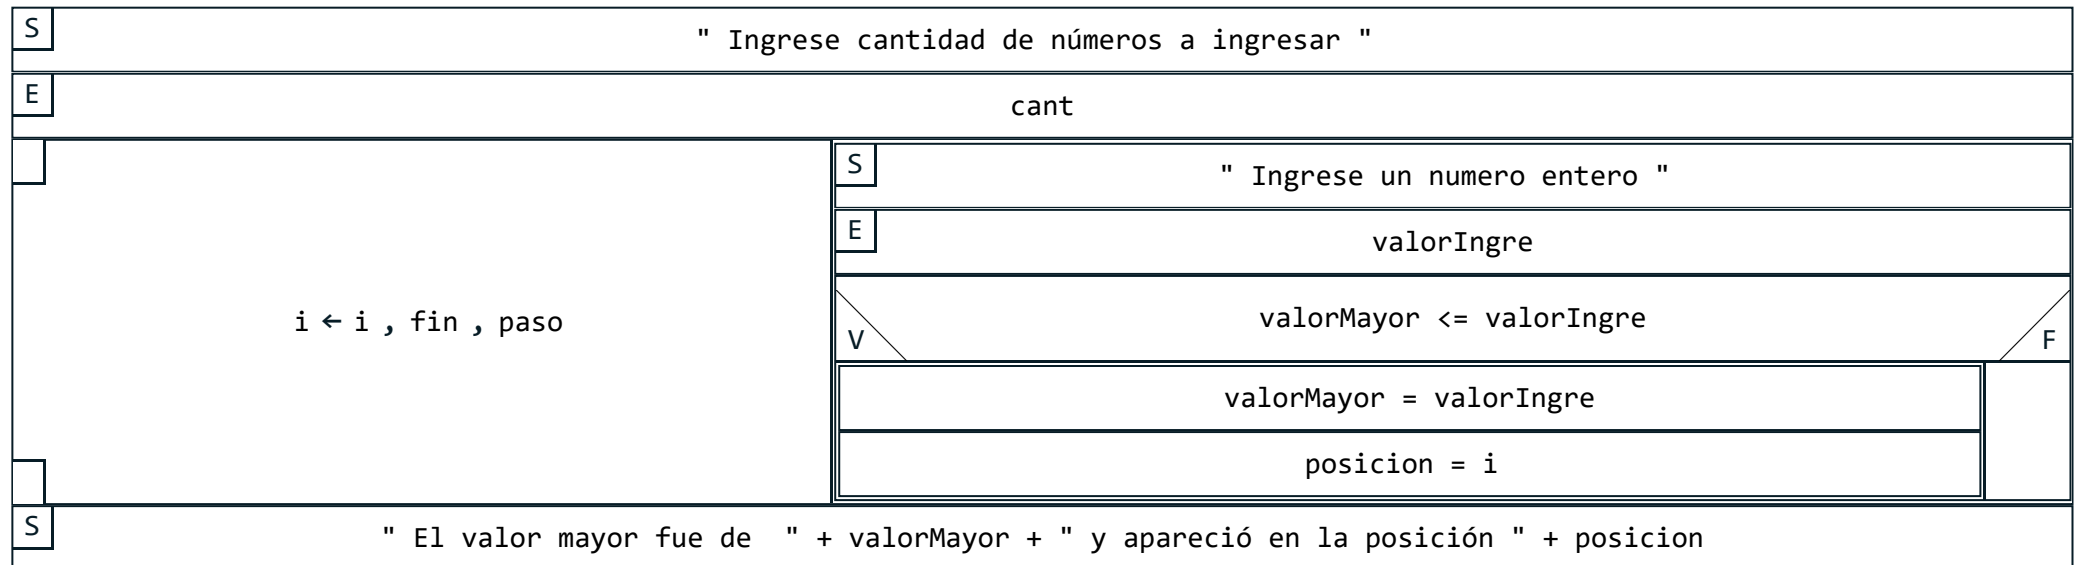 S
" Ingrese cantidad de números a ingresar "
E
cant
i ← i , fin , paso
S
" Ingrese un numero entero "
E
valorIngre
valorMayor <= valorIngre
V
F
valorMayor = valorIngre
posicion = i
S
" El valor mayor fue de  " + valorMayor + " y apareció en la posición " + posicion